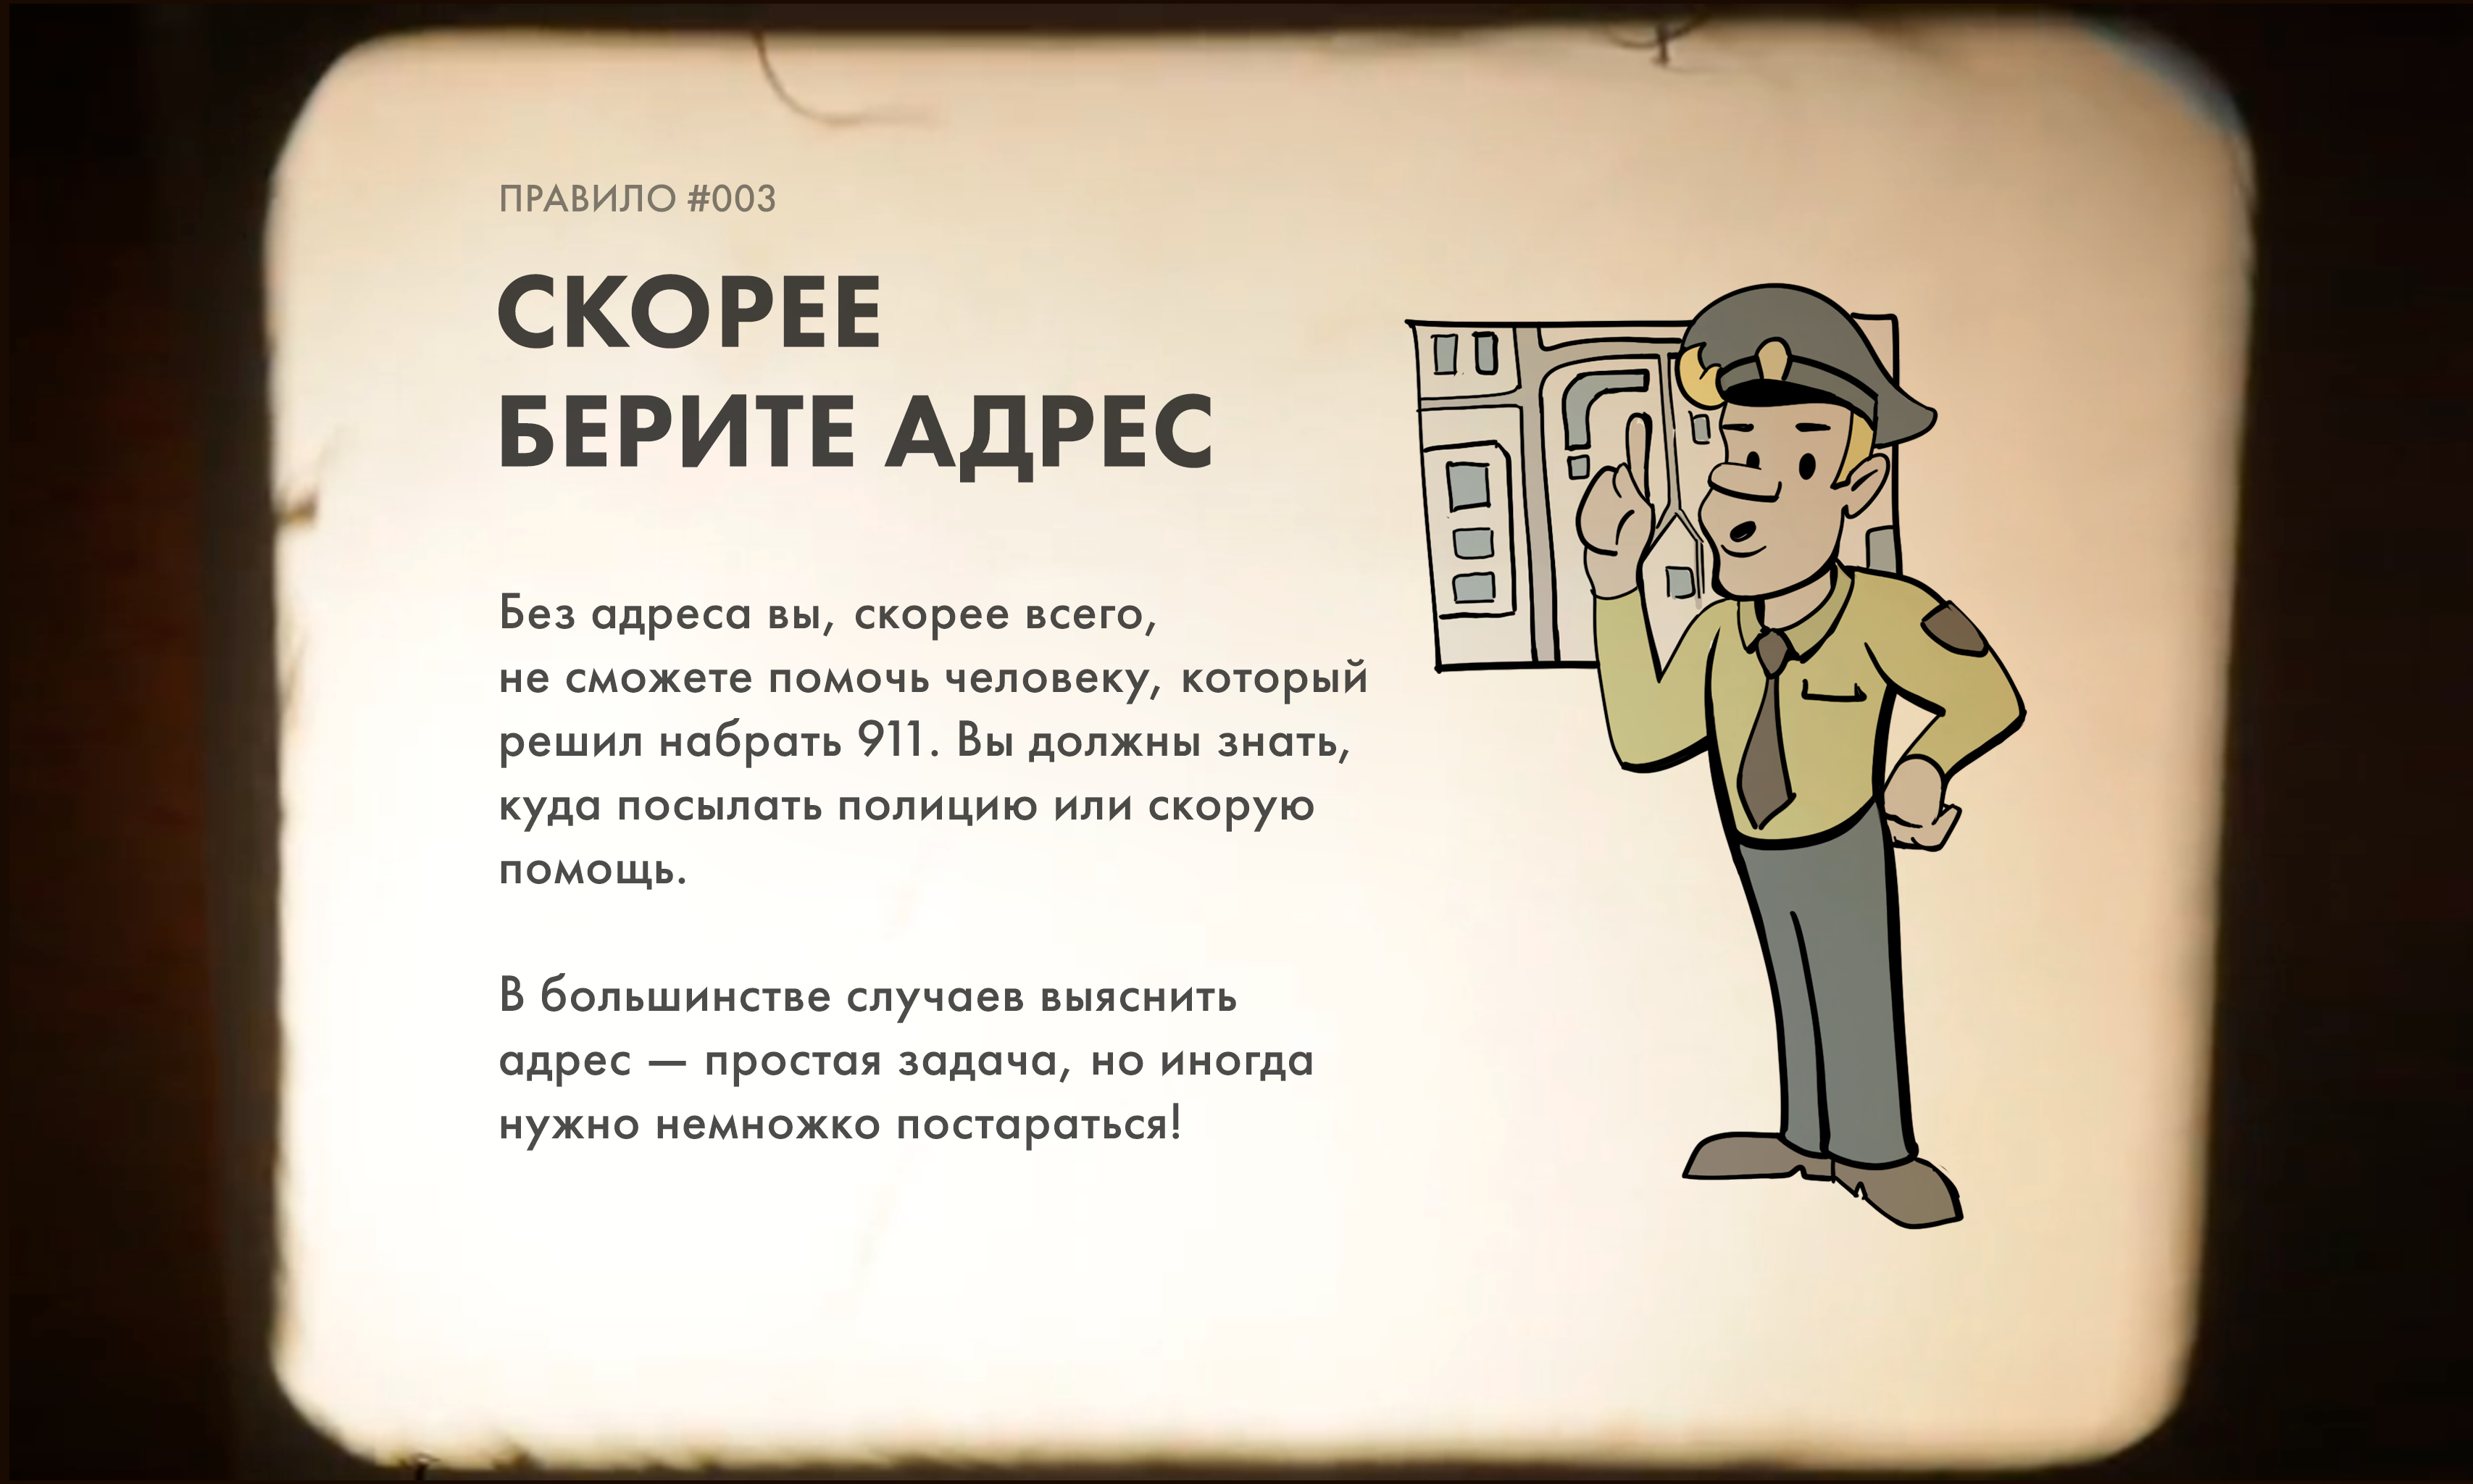 ПРАВИЛО #003
СКОРЕЕ
БЕРИТЕ АДРЕС
Без адреса вы, скорее всего,
не сможете помочь человеку, который
решил набрать 911. Вы должны знать,
куда посылать полицию или скорую
помощь.
В большинстве случаев выяснить
адрес — простая задача, но иногда
нужно немножко постараться!